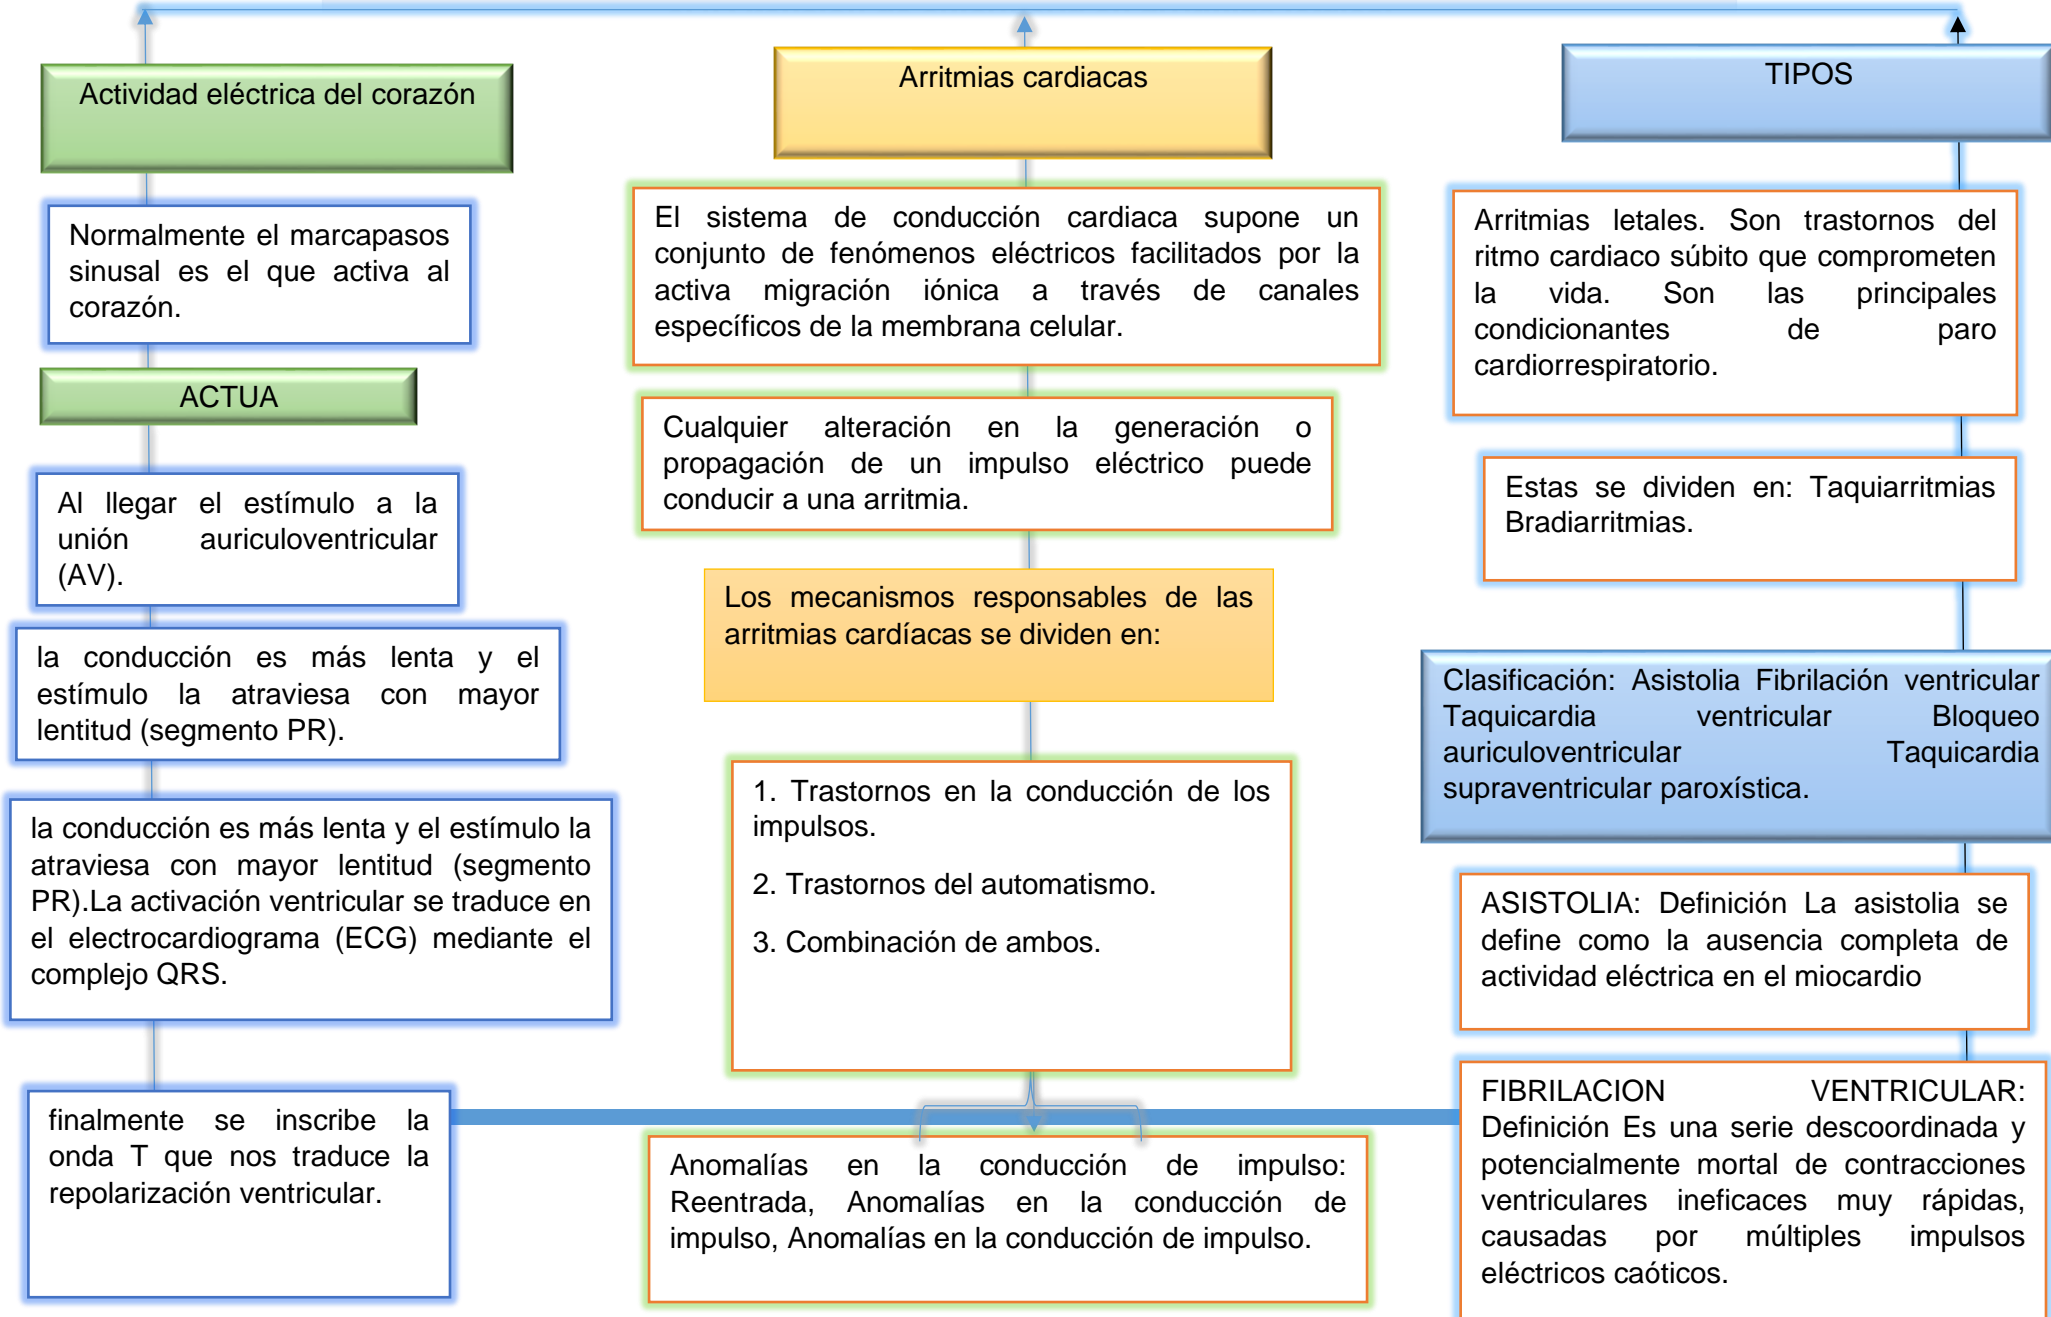 Actividad eléctrica del corazón
Normalmente el marcapasos
sinusal es el que activa al
corazón.
ACTUA
Al llegar el estímulo a la
unión auriculoventricular
(AV).
la conducción es más lenta y el
estímulo la atraviesa con mayor
lentitud (segmento PR).
la conducción es más lenta y el estímulo la
atraviesa con mayor lentitud (segmento
PR).La activación ventricular se traduce en
el electrocardiograma (ECG) mediante el
complejo QRS.
finalmente se inscribe la
onda T que nos traduce la
repolarización ventricular.
Arritmias cardiacas
El sistema de conducción cardiaca supone un
conjunto de fenómenos eléctricos facilitados por la
activa migración iónica a través de canales
específicos de la membrana celular.
Cualquier alteración en la generación o
propagación de un impulso eléctrico puede
conducir a una arritmia.
Los mecanismos responsables de las
arritmias cardíacas se dividen en:
1. Trastornos en la conducción de los
impulsos.
2. Trastornos del automatismo.
3. Combinación de ambos.
Anomalías en la conducción de impulso:
Reentrada, Anomalías en la conducción de
impulso, Anomalías en la conducción de impulso.
TIPOS
Arritmias letales. Son trastornos del
ritmo cardiaco súbito que comprometen
la vida. Son las principales
condicionantes de paro
cardiorrespiratorio.
Estas se dividen en: Taquiarritmias
Bradiarritmias.
Clasificación: Asistolia Fibrilación ventricular
Taquicardia ventricular Bloqueo
auriculoventricular Taquicardia
supraventricular paroxística.
ASISTOLIA: Definición La asistolia se
define como la ausencia completa de
actividad eléctrica en el miocardio
FIBRILACION VENTRICULAR:
Definición Es una serie descoordinada y
potencialmente mortal de contracciones
ventriculares ineficaces muy rápidas,
causadas por múltiples impulsos
eléctricos caóticos.